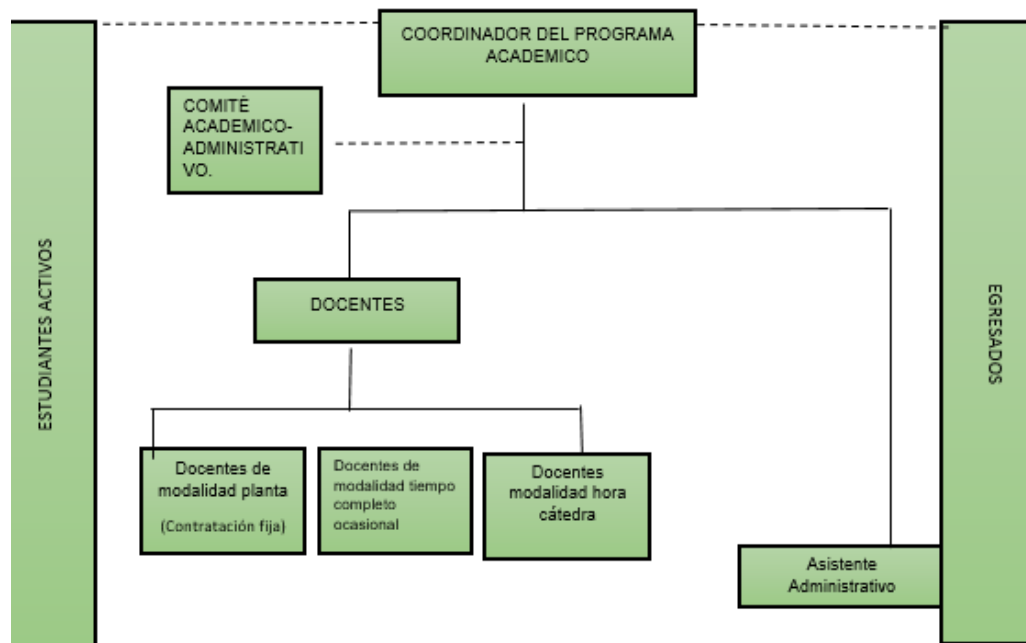 COORDINADOR DEL PROGRAMA
ACADEMICO
COMITÉ
ACADEMICO-
ADMINISTRATI
VO.
ESTUDIANTES ACTIVOS
EGRESADOS
DOCENTES
Docentes de
modalidad planta
(Contratación fija)
Docentes de
modalidad tiempo
completo
ocasional
Docentes
modalidad hora
cátedra
Asistente
Administrativo